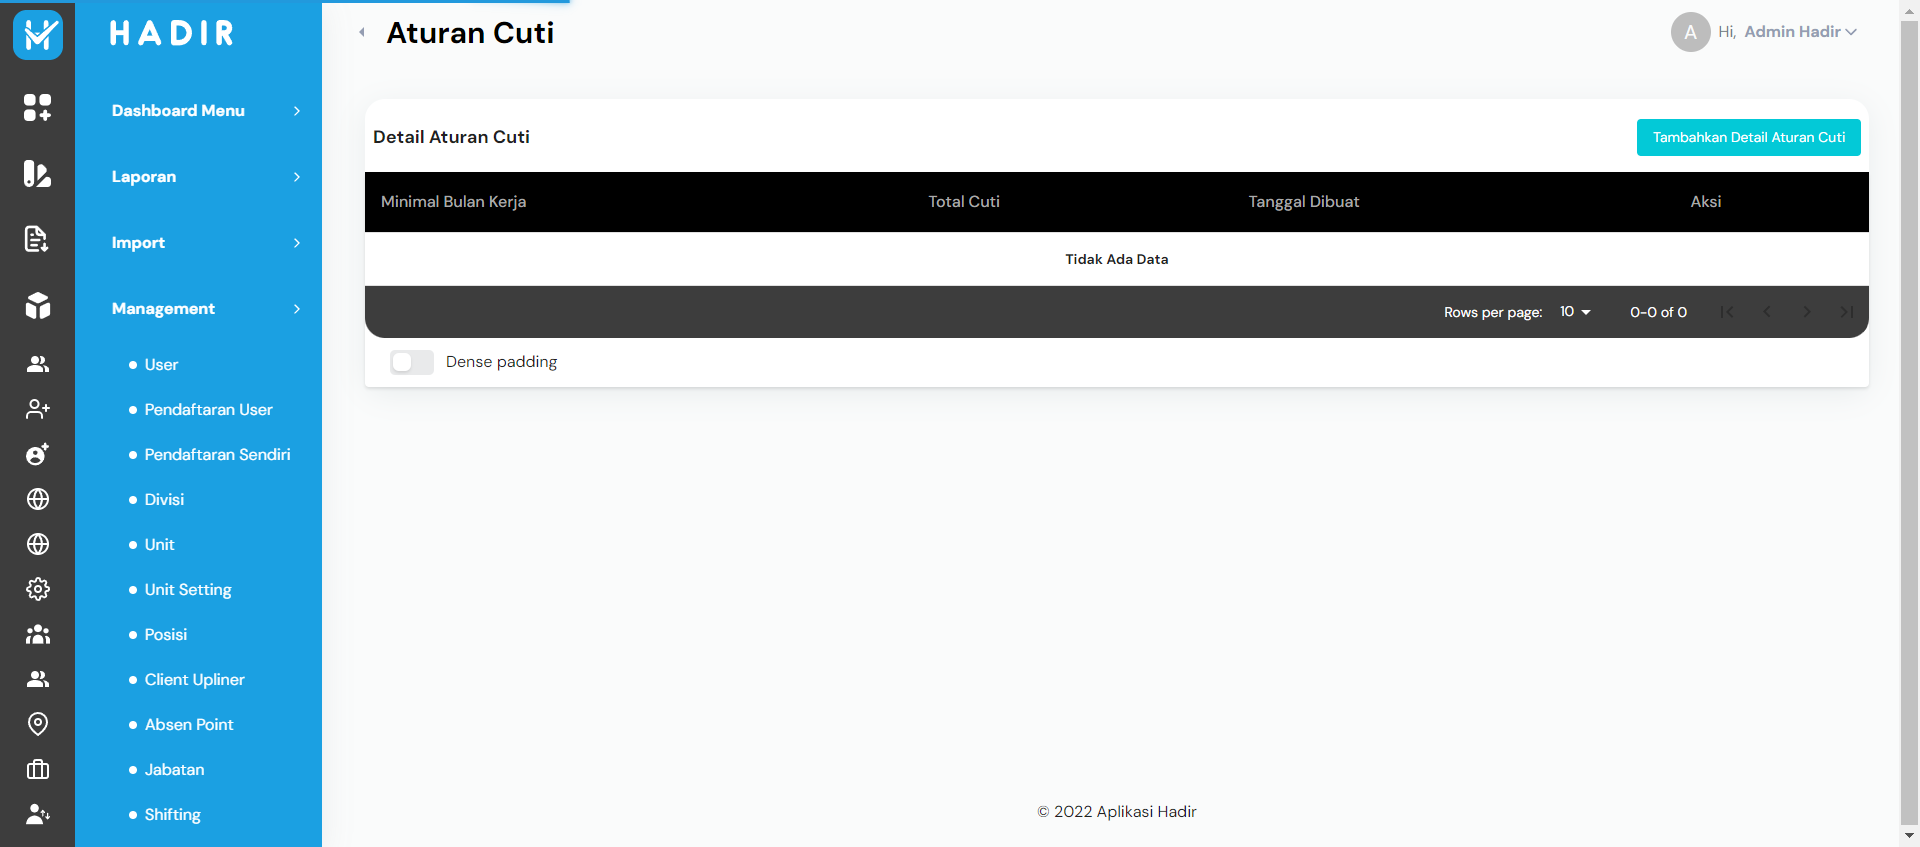 HADIR
Aturan Cuti
A
Hi, Admin Hadir
Dashboard Menu
Laporan
Import
Management
User
Pendaftaran User
Pendaftaran Sendiri
Divisi
Unit
Unit Setting
Posisi
Client Upliner
Absen Point
Jabatan
Shifting
Detail Aturan Cuti
Tambahkan Detail Aturan Cuti
Minimal Bulan Kerja Total Cuti Tanggal Dibuat Aksi
Tidak Ada Data
Rows per page: 10 0-0 of 0
Dense padding
© 2022 Aplikasi Hadir